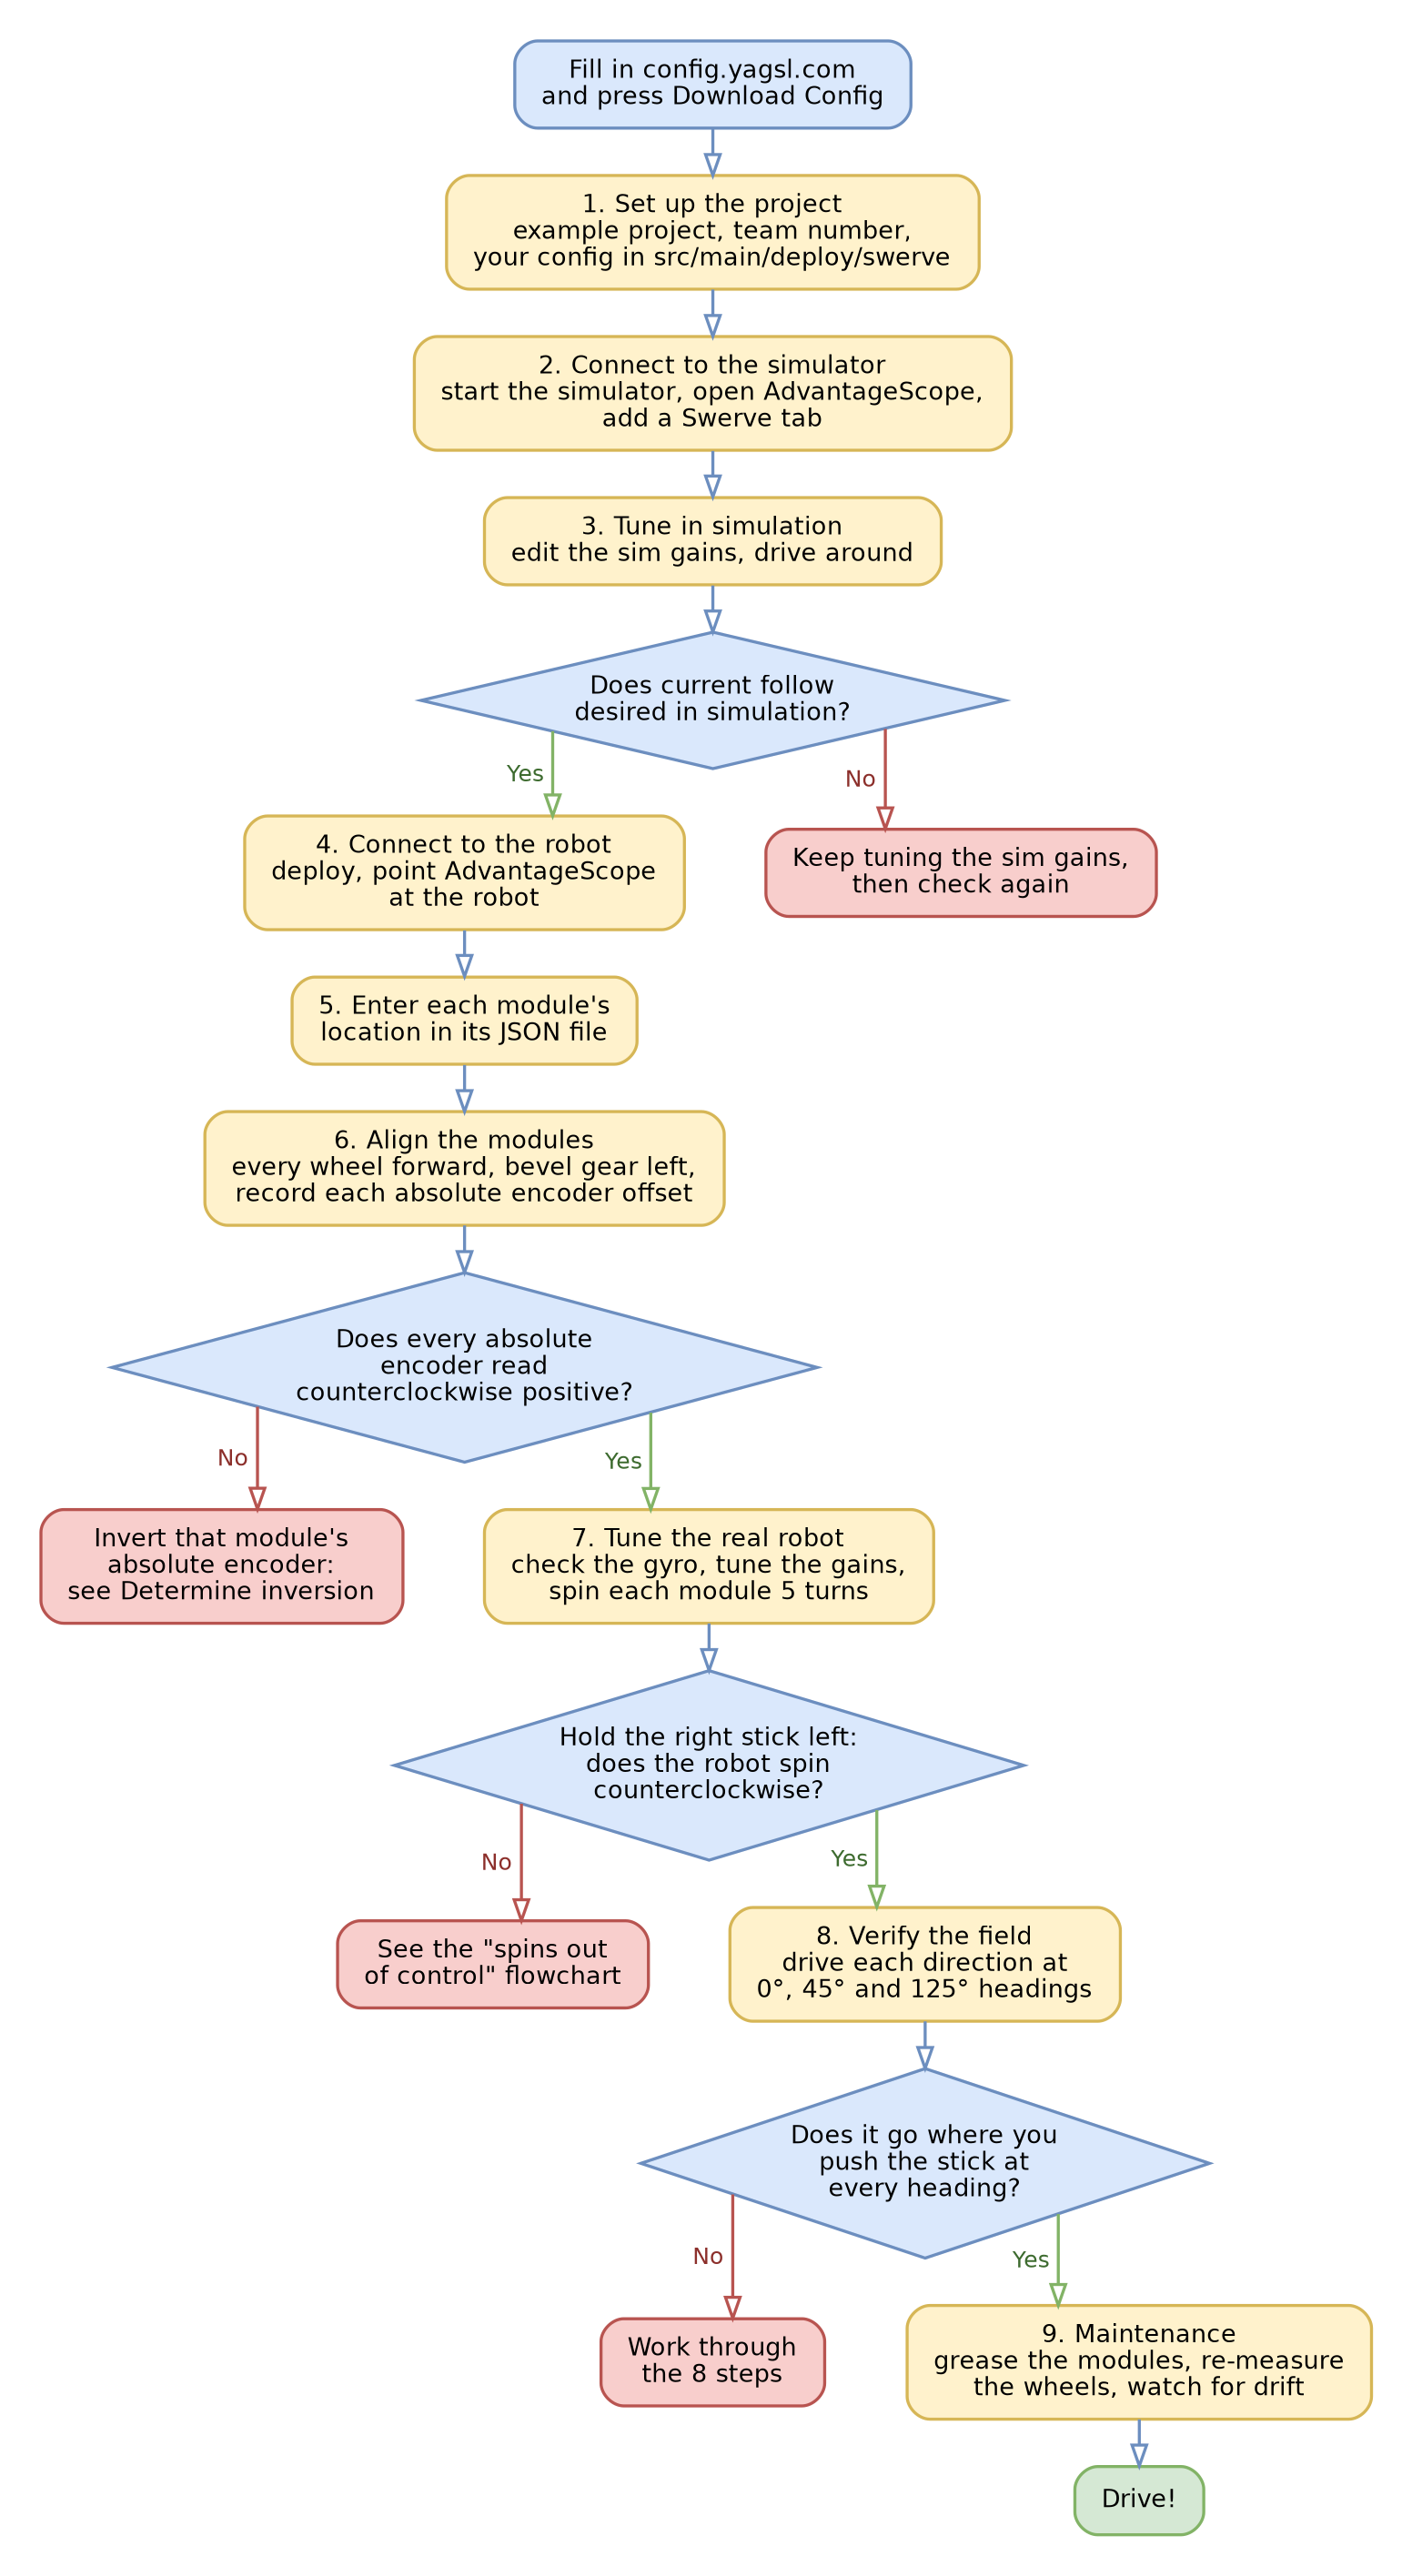 Fill in config.yagsl.com
and press Download Config
1. Set up the project
example project, team number,
your config in src/main/deploy/swerve
2. Connect to the simulator
start the simulator, open AdvantageScope,
add a Swerve tab
3. Tune in simulation
edit the sim gains, drive around
Does current follow
desired in simulation?
Yes
No
4. Connect to the robot
deploy, point AdvantageScope
at the robot
Keep tuning the sim gains,
then check again
5. Enter each module's
location in its JSON file
6. Align the modules
every wheel forward, bevel gear left,
record each absolute encoder offset
Does every absolute
encoder read
counterclockwise positive?
No
Yes
Invert that module's
absolute encoder:
see Determine inversion
7. Tune the real robot
check the gyro, tune the gains,
spin each module 5 turns
Hold the right stick left:
does the robot spin
counterclockwise?
No
Yes
See the "spins out
of control" flowchart
8. Verify the field
drive each direction at
0°, 45° and 125° headings
Does it go where you
push the stick at
every heading?
No
Yes
Work through
the 8 steps
9. Maintenance
grease the modules, re-measure
the wheels, watch for drift
Drive!